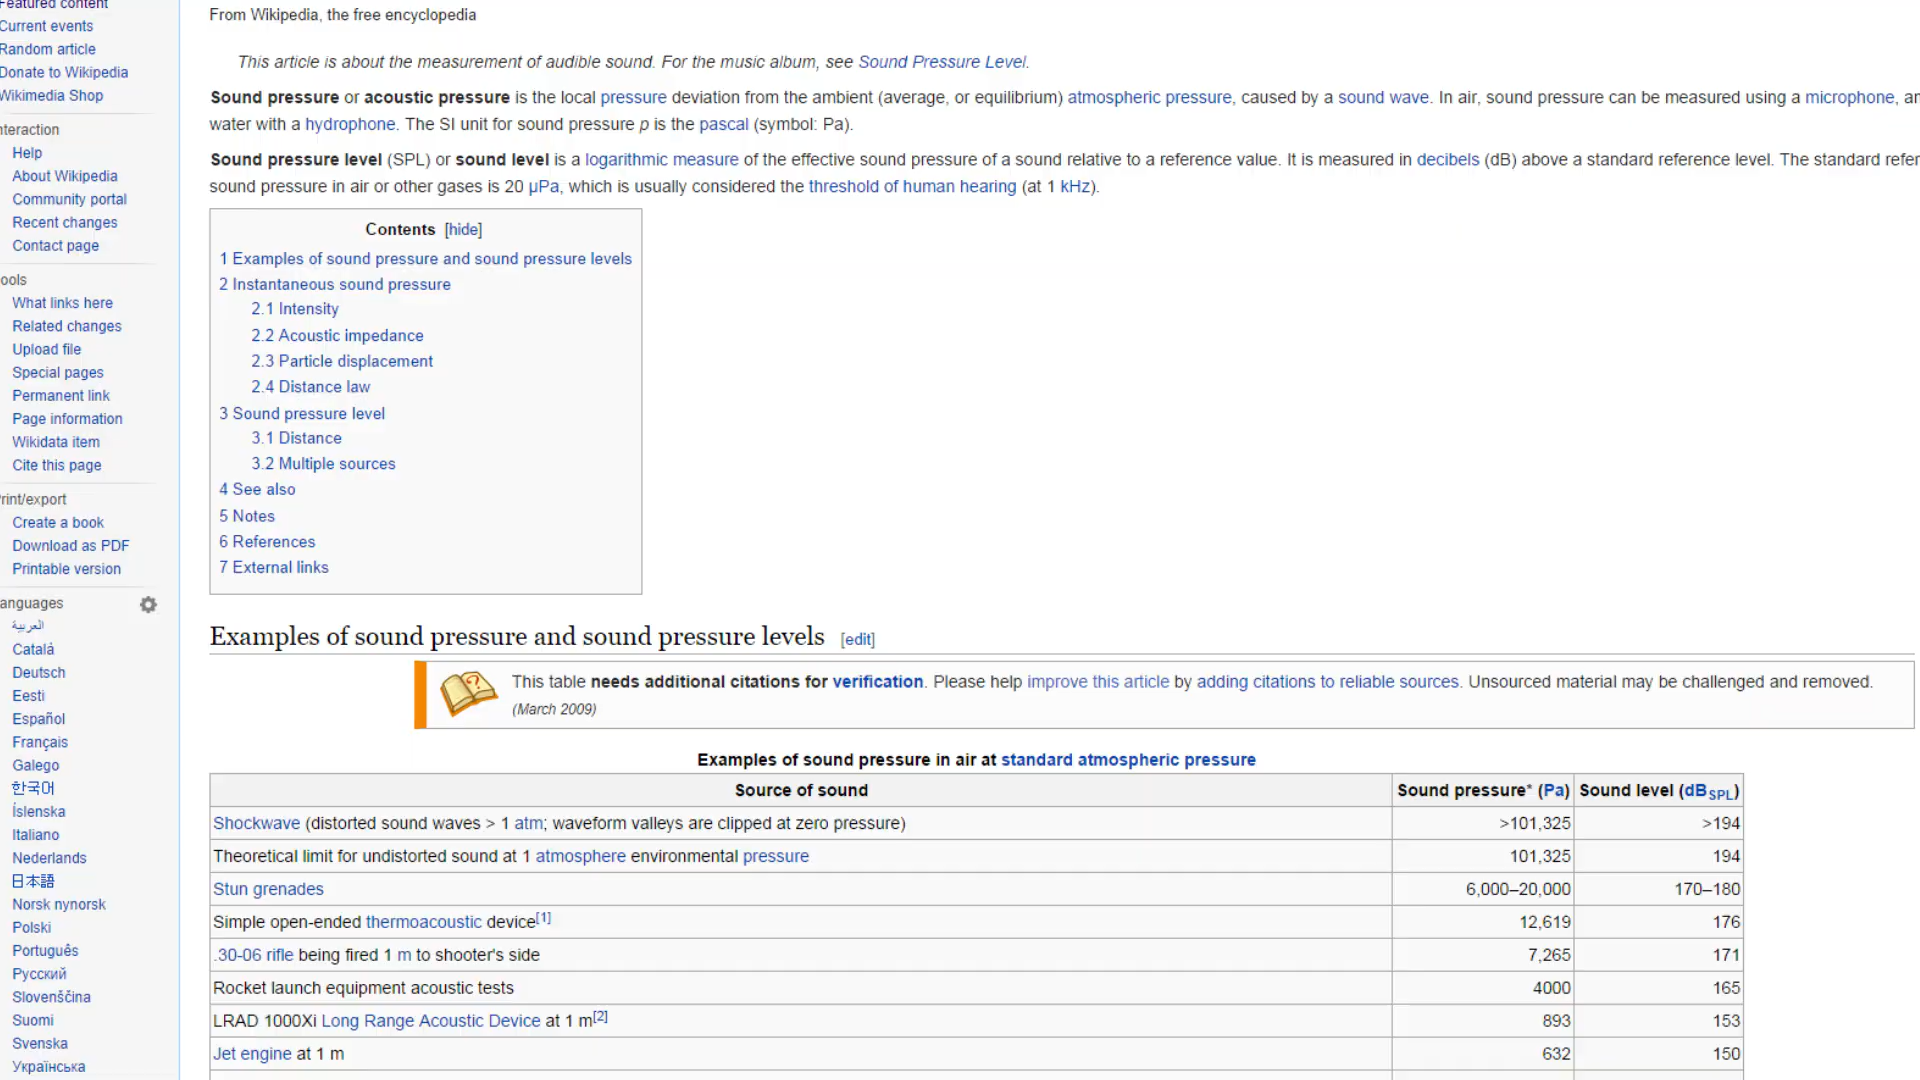 Featured content
Current events
Random article
Donate to Wikipedia
Wikimedia Shop
nteraction
Help
About Wikipedia
Community portal
Recent changes
Contact page
ools
What links here
Related changes
Upload file
Special pages
Permanent link
Page information
Wikidata item
Cite this page
rint/export
Create a book
Download as PDF
Printable version
anguages
العربية
Català
Deutsch
Eesti
Español
Français
Galego
한국어
Íslenska
Italiano
Nederlands
日本語
Norsk nynorsk
Polski
Português
Русский
Slovenščina
Suomi
Svenska
Українська
From Wikipedia, the free encyclopedia
This article is about the measurement of audible sound. For the music album, see Sound Pressure Level.
Sound pressure or acoustic pressure is the local pressure deviation from the ambient (average, or equilibrium) atmospheric pressure, caused by a sound wave. In air, sound pressure can be measured using a microphone, an
water with a hydrophone. The SI unit for sound pressure p is the pascal (symbol: Pa).
Sound pressure level (SPL) or sound level is a logarithmic measure of the effective sound pressure of a sound relative to a reference value. It is measured in decibels (dB) above a standard reference level. The standard refer
sound pressure in air or other gases is 20 µPa, which is usually considered the threshold of human hearing (at 1 kHz).
Contents [hide]
1 Examples of sound pressure and sound pressure levels
2 Instantaneous sound pressure
2.1 Intensity
2.2 Acoustic impedance
2.3 Particle displacement
2.4 Distance law
3 Sound pressure level
3.1 Distance
3.2 Multiple sources
4 See also
5 Notes
6 References
7 External links
Examples of sound pressure and sound pressure levels [edit]
This table needs additional citations for verification. Please help improve this article by adding citations to reliable sources. Unsourced material may be challenged and removed.
(March 2009)
Examples of sound pressure in air at standard atmospheric pressure
Source of sound Sound pressure* (Pa) Sound level (dBSPL)
Shockwave (distorted sound waves > 1 atm; waveform valleys are clipped at zero pressure) >101,325 >194
Theoretical limit for undistorted sound at 1 atmosphere environmental pressure 101,325 194
Stun grenades 6,000–20,000 170–180
Simple open-ended thermoacoustic device[1] 12,619 176
.30-06 rifle being fired 1 m to shooter's side 7,265 171
Rocket launch equipment acoustic tests 4000 165
LRAD 1000Xi Long Range Acoustic Device at 1 m[2] 893 153
Jet engine at 1 m 632 150